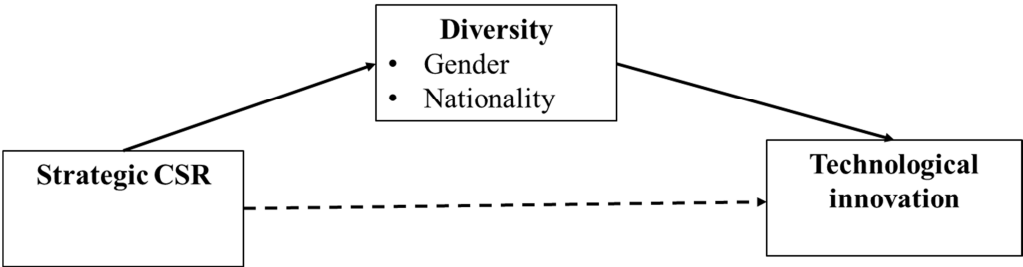 Diversity
• Gender
• Nationality
Strategic CSR
Technological
innovation